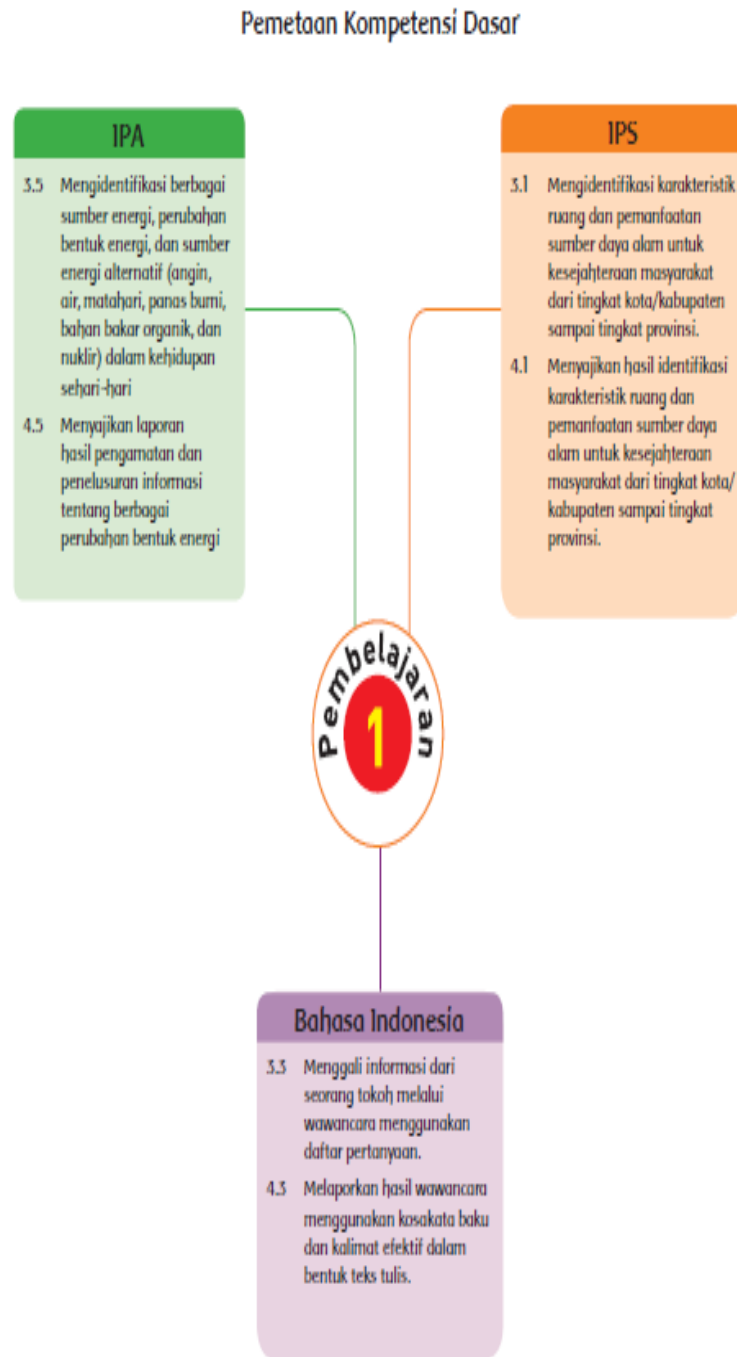 Pemetaan Kompetensi Dasar
IPA
3.5 Mengidentifikasi berbagai
sumber energi, perubahan
bentuk energi, dan sumber
energi alternatif (angin,
air, matahari, panas bumi,
bahan bakar organik, dan
nuklir) dalam kehidupan
sehari-hari
4.5 Menyajikan laporan
hasil pengamatan dan
penelusuran informasi
tentang berbagai
perubahan bentuk energi
IPS
3.1 Mengidentifikasi karakteristik
ruang dan pemanfaatan
sumber daya alam untuk
kesejahteraan masyarakat
dari tingkat kota/kabupaten
sampai tingkat provinsi.
4.1 Menyajikan hasil identifikasi
karakteristik ruang dan
pemanfaatan sumber daya
alam untuk kesejahteraan
masyarakat dari tingkat kota/
kabupaten sampai tingkat
provinsi.
Pembelajaran
1
Bahasa Indonesia
3.3 Menggali informasi dari
seorang tokoh melalui
wawancara menggunakan
daftar pertanyaan.
4.3 Melaporkan hasil wawancara
menggunakan kosakata baku
dan kalimat efektif dalam
bentuk teks tulis.